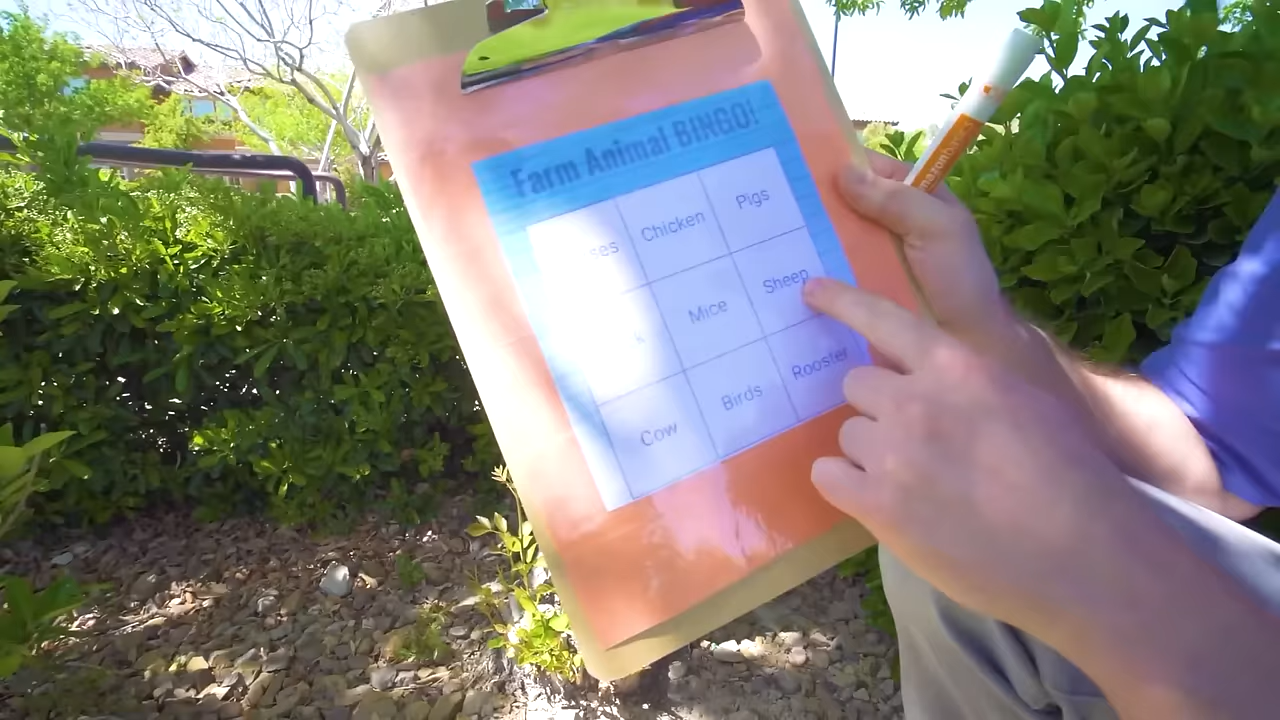 Farm Animal BINGO!
Chicken
Pigs
Mice
Sheep
Cow
Birds
Rooster